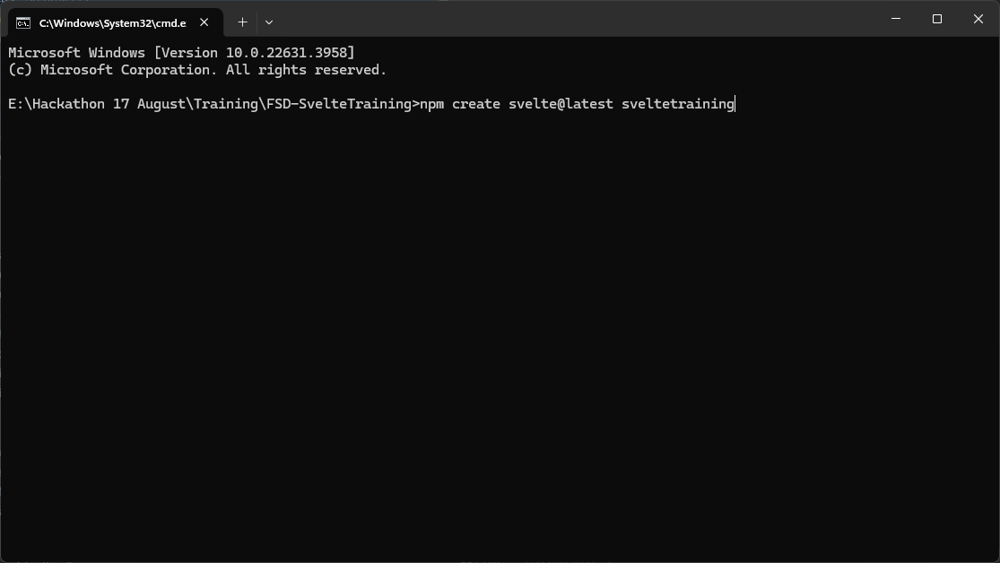 C:\Windows\System32\cmd.e
Microsoft Windows [Version 10.0.22631.3958]
(c) Microsoft Corporation. All rights reserved.
E:\Hackathon 17 August\Training\FSD-SvelteTraining>npm create svelte@latest sveltetraining